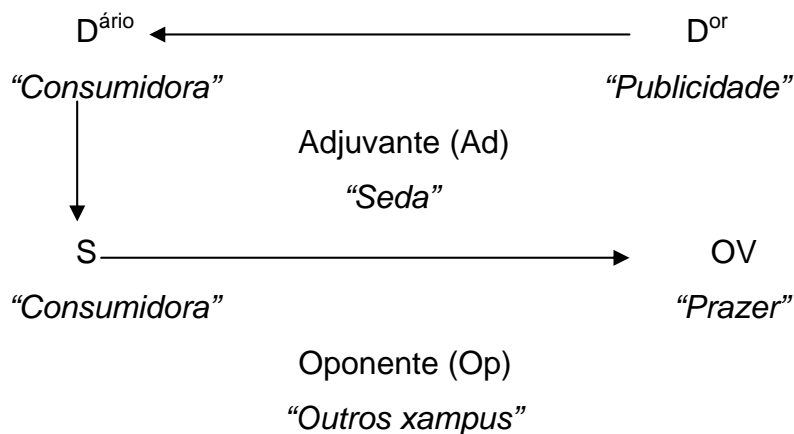 Dário Dor
“Consumidora” “Publicidade”
Adjuvante (Ad)
“Seda”
S OV
“Consumidora” “Prazer”
Oponente (Op)
“Outros xampus”